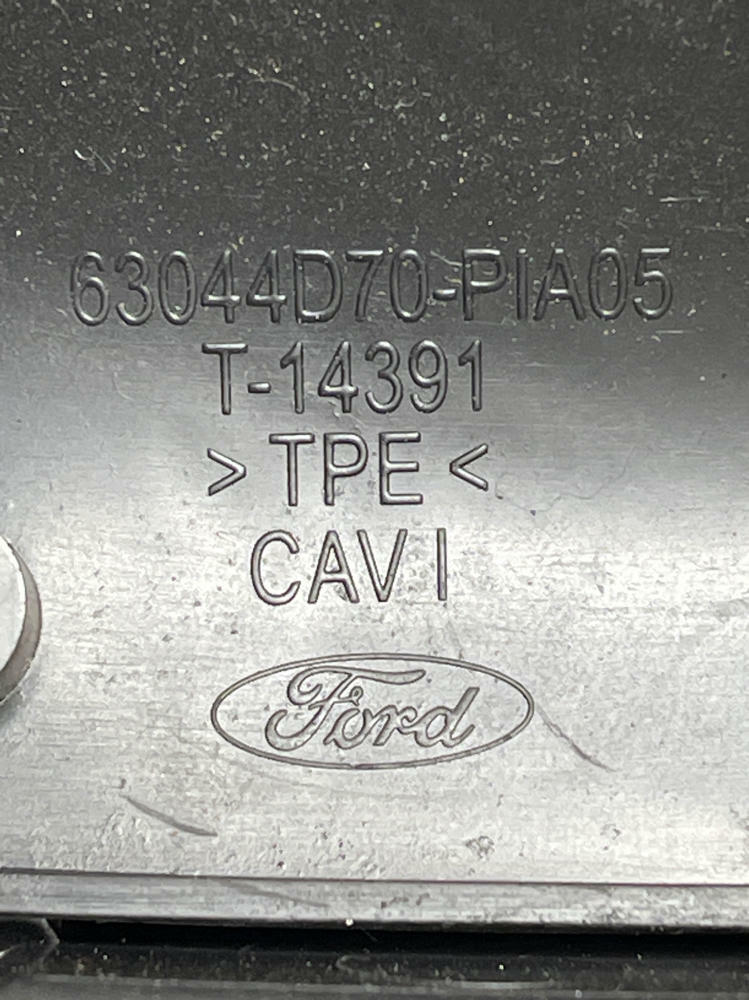 63044D70-PIA05
T-14391
>TPE<
CAV I
Ford